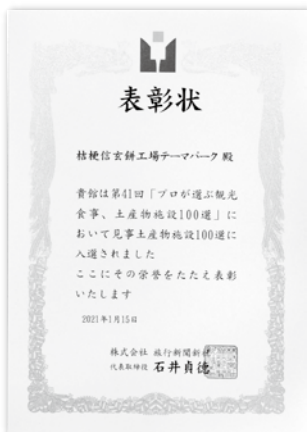 表彰状
桔梗信玄餅工場テーマパーク 殿
貴館は第41回「プロが選ぶ観光
食事、土産物施設100選」に
おいて見事土産物施設100選に
入選されました
ここにその栄誉をたたえ表彰
いたします
2021年1月15日
株式会社 旅行新聞新社
代表取締役 石井貞德